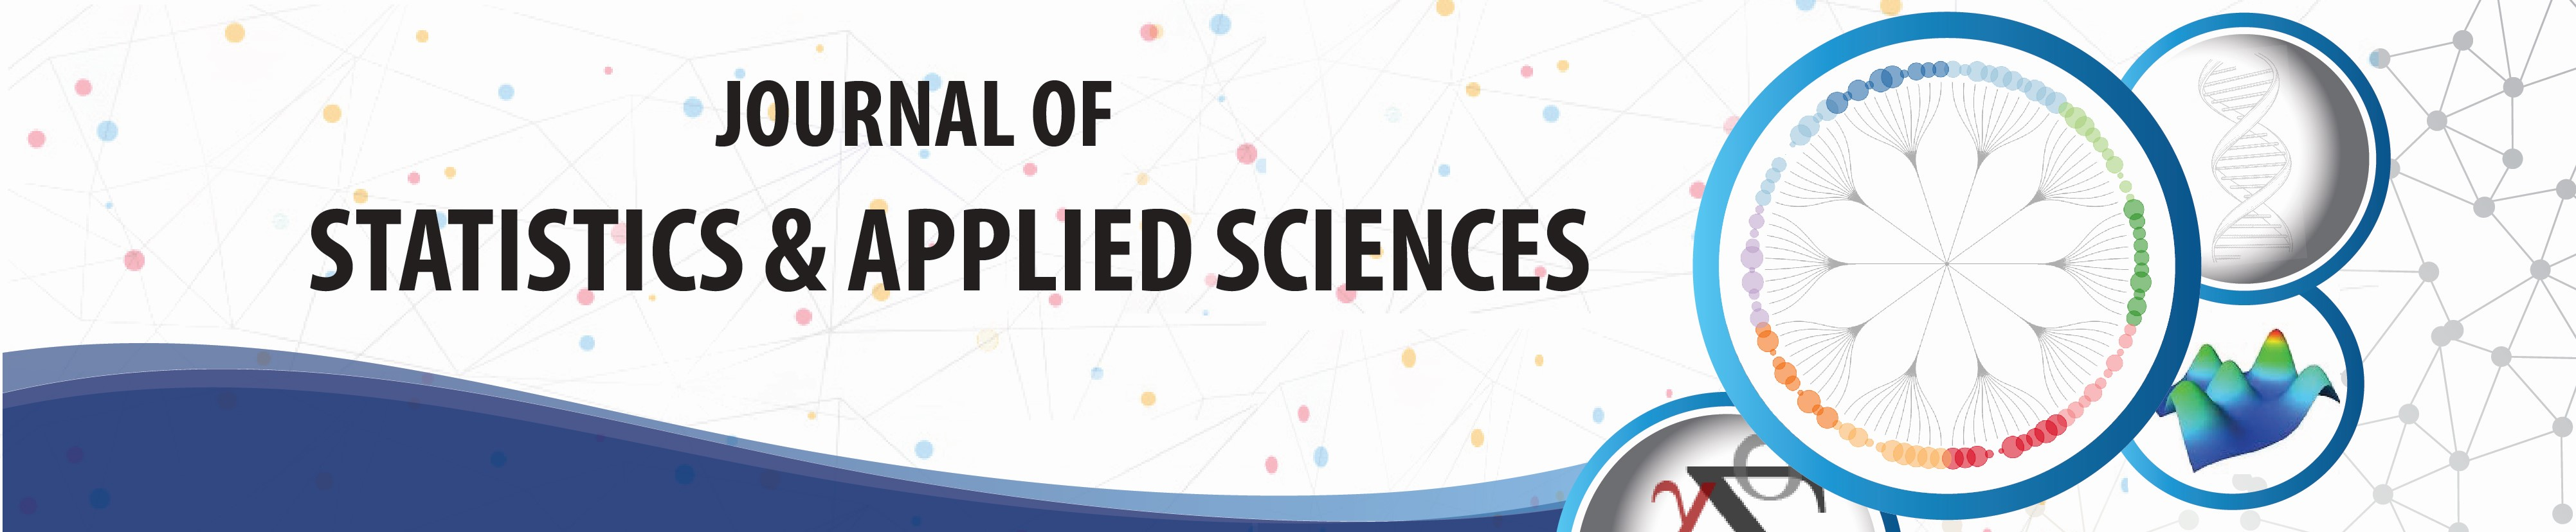 JOURNAL OF
STATISTICS & APPLIED SCIENCES